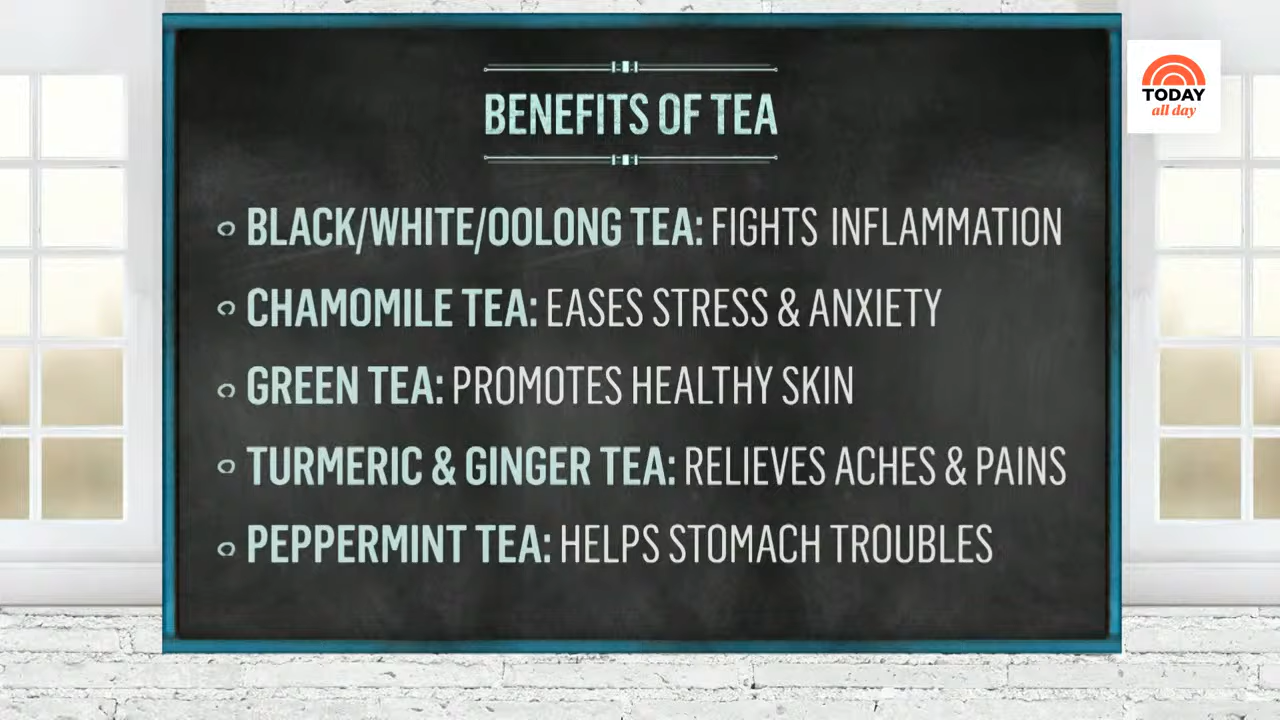 BENEFITS OF TEA
TODAY
all day
BLACK/WHITE/OOLONG TEA: FIGHTS INFLAMMATION
CHAMOMILE TEA: EASES STRESS & ANXIETY
GREEN TEA: PROMOTES HEALTHY SKIN
TURMERIC & GINGER TEA: RELIEVES ACHES & PAINS
PEPPERMINT TEA: HELPS STOMACH TROUBLES